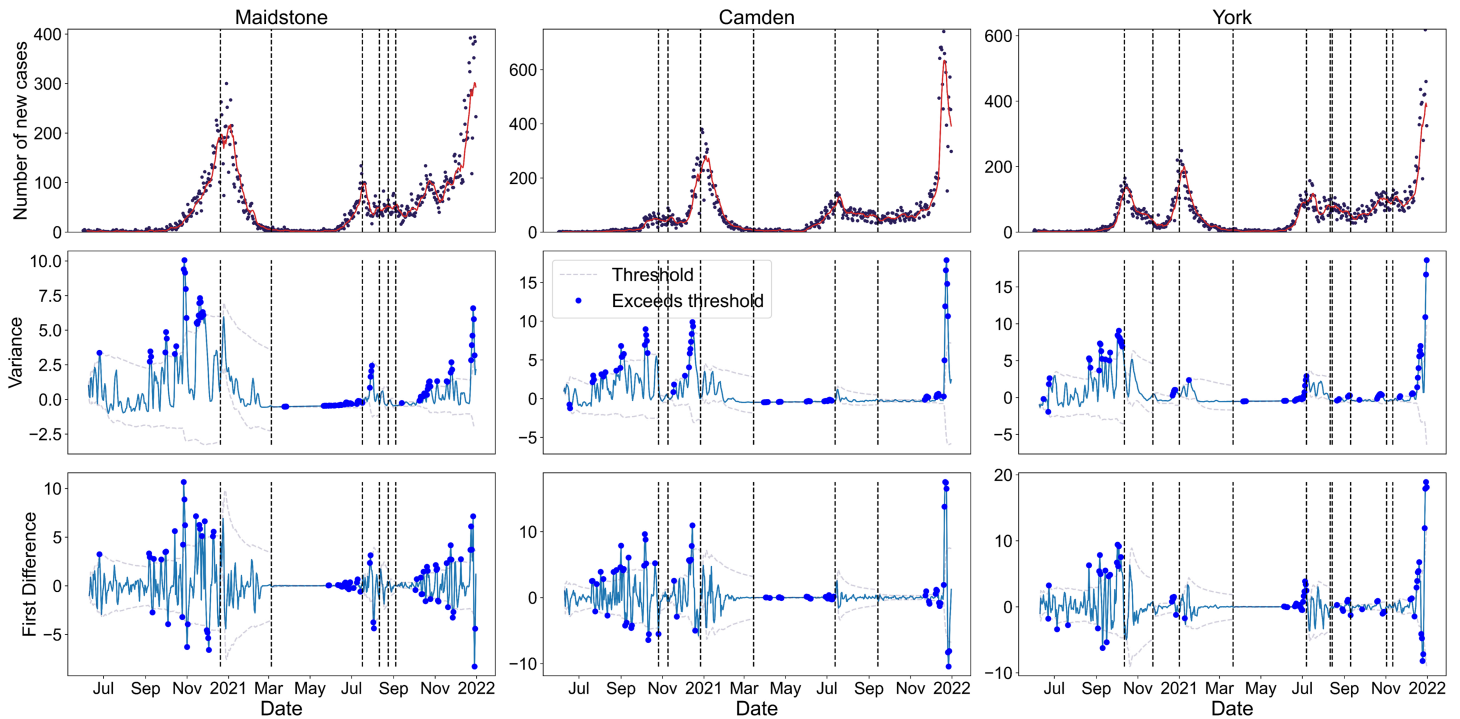 Maidstone
Camden
York
Number of new cases
400
300
200
100
0
600
400
200
0
600
400
200
0
Variance
10.0
7.5
5.0
2.5
0.0
−2.5
15
10
5
0
−5
Threshold
Exceeds threshold
15
10
5
0
−5
First Difference
10
5
0
−5
10
0
−10
20
10
0
−10
Jul Sep Nov 2021 Mar May Jul Sep Nov 2022
Jul Sep Nov 2021 Mar May Jul Sep Nov 2022
Jul Sep Nov 2021 Mar May Jul Sep Nov 2022
Date
Date
Date